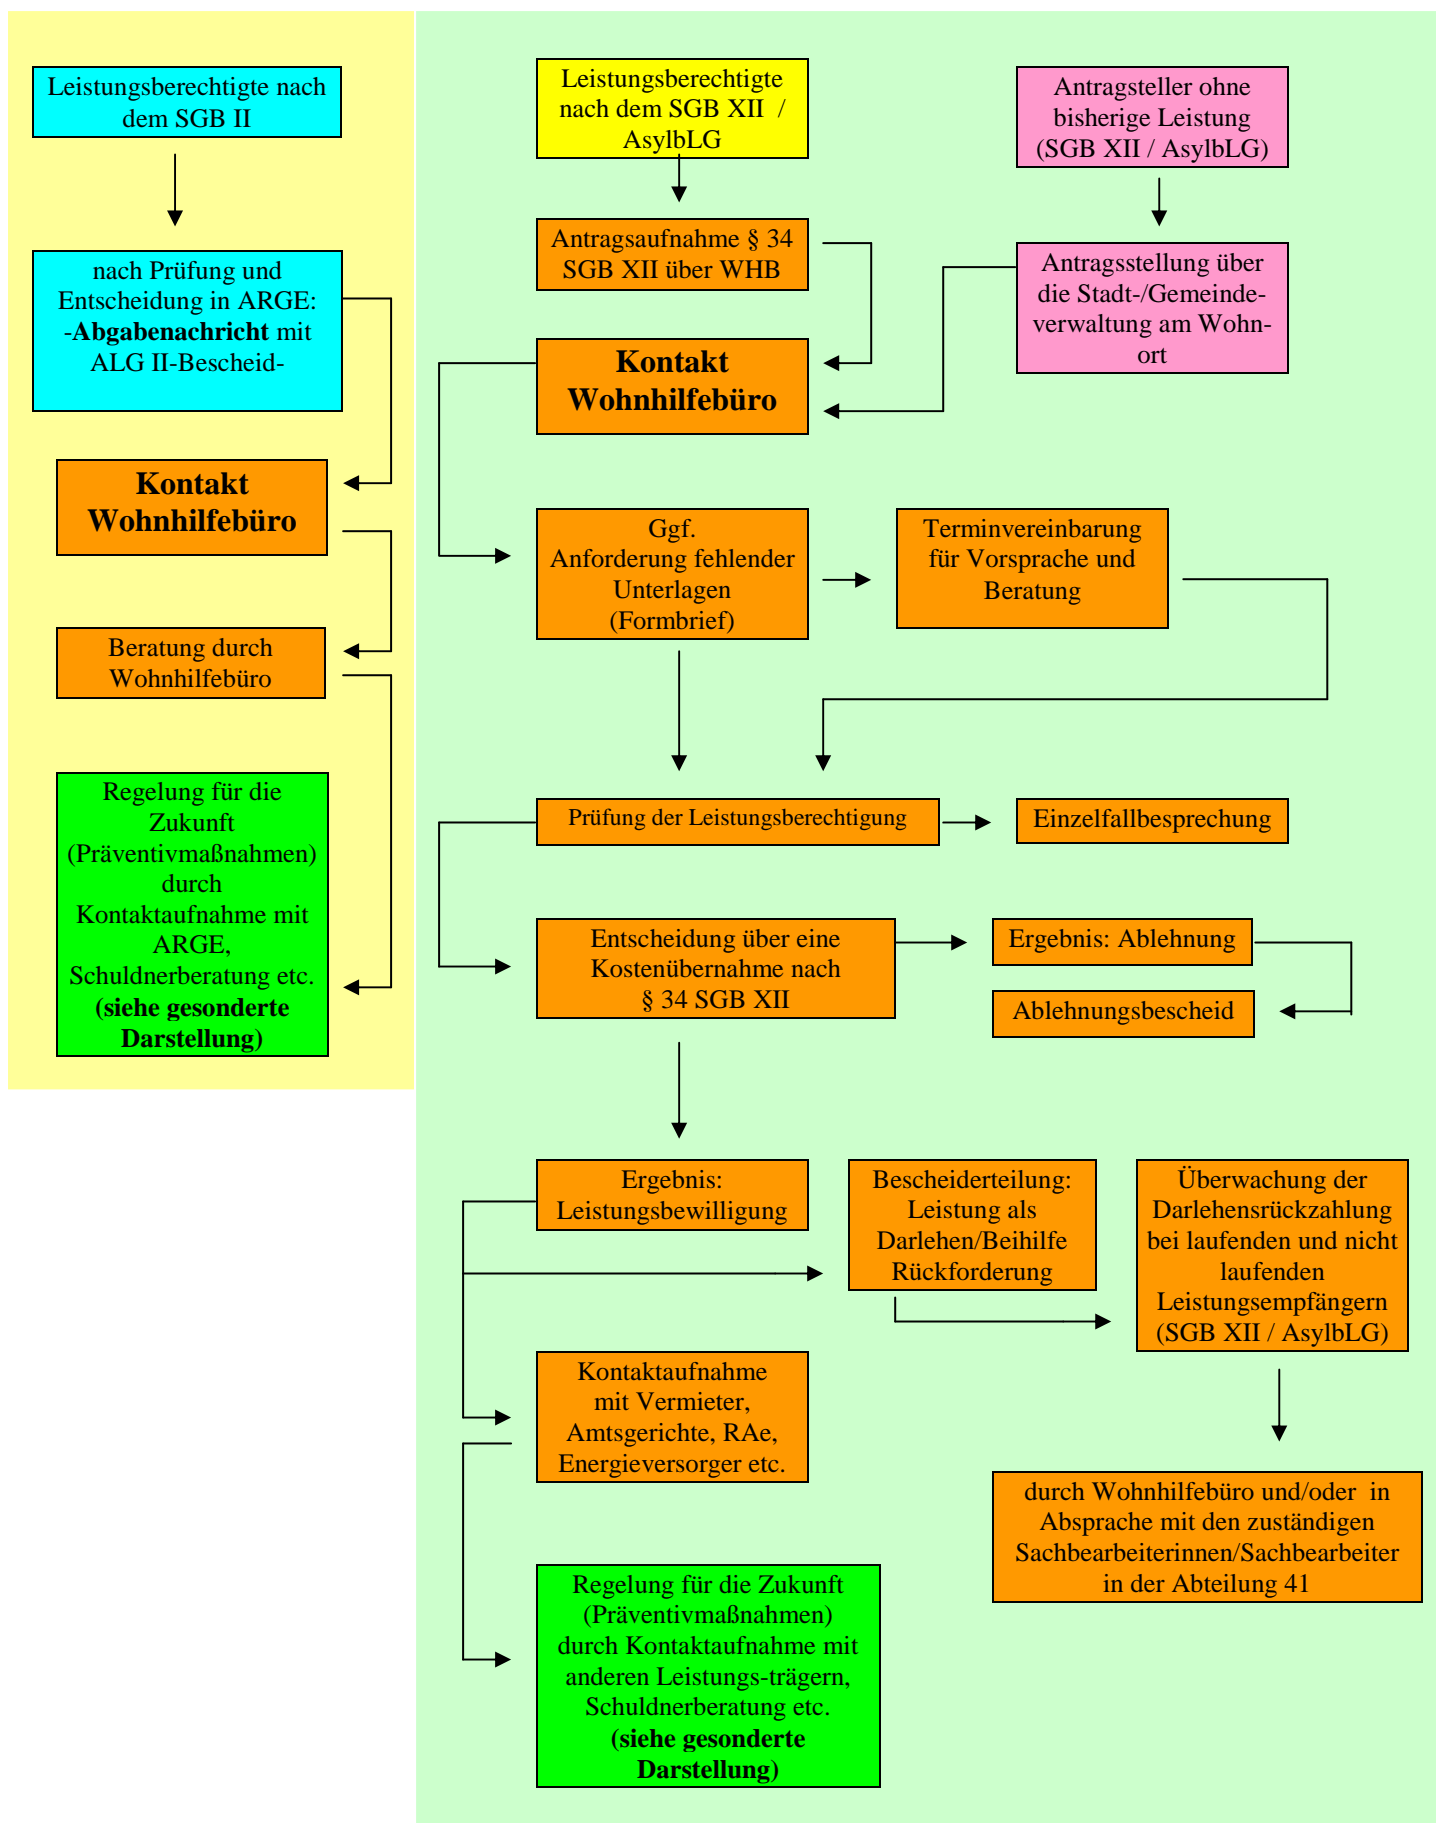 Leistungsberechtigte nach
dem SGB II
nach Prüfung und
Entscheidung in ARGE:
-Abgabenachricht mit
ALG II-Bescheid-
Kontakt
Wohnhilfebüro
Beratung durch
Wohnhilfebüro
Regelung für die
Zukunft
(Präventivmaßnahmen)
durch
Kontaktaufnahme mit
ARGE,
Schuldnerberatung etc.
(siehe gesonderte
Darstellung)
Leistungsberechtigte
nach dem SGB XII /
AsylbLG
Antragsteller ohne
bisherige Leistung
(SGB XII / AsylbLG)
Antragsaufnahme § 34
SGB XII über WHB
Antragsstellung über
die Stadt-/Gemeinde-
verwaltung am Wohn-
ort
Kontakt
Wohnhilfebüro
Ggf.
Anforderung fehlender
Unterlagen
(Formbrief)
Terminvereinbarung
für Vorsprache und
Beratung
Prüfung der Leistungsberechtigung
Einzelfallbesprechung
Entscheidung über eine
Kostenübernahme nach
§ 34 SGB XII
Ergebnis: Ablehnung
Ablehnungsbescheid
Ergebnis:
Leistungsbewilligung
Bescheiderteilung:
Leistung als
Darlehen/Beihilfe
Rückforderung
Überwachung der
Darlehensrückzahlung
bei laufenden und nicht
laufenden
Leistungsempfängern
(SGB XII / AsylbLG)
Kontaktaufnahme
mit Vermieter,
Amtsgerichte, RAe,
Energieversorger etc.
durch Wohnhilfebüro und/oder in
Absprache mit den zuständigen
Sachbearbeiterinnen/Sachbearbeiter
in der Abteilung 41
Regelung für die Zukunft
(Präventivmaßnahmen)
durch Kontaktaufnahme mit
anderen Leistungs-trägern,
Schuldnerberatung etc.
(siehe gesonderte
Darstellung)